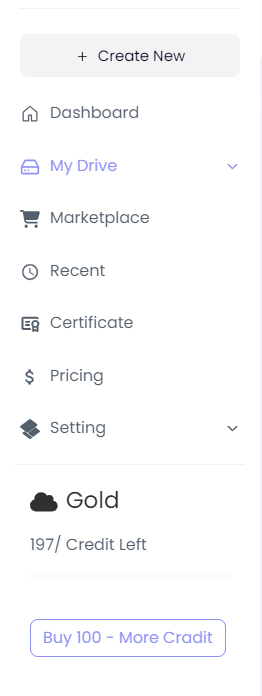 + Create New
Dashboard
My Drive
Marketplace
Recent
Certificate
Pricing
Setting
Gold
197/ Credit Left
Buy 100 - More Cradit